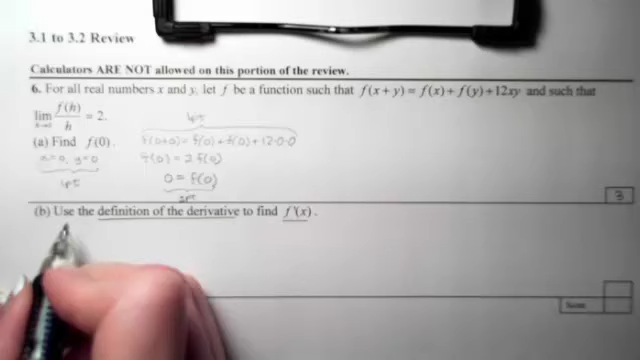 3.1 to 3.2 Review
Calculators ARE NOT allowed on this portion of the review.
6. For all real numbers x and y, let f be a function such that f(x+y)=f(x)+f(y)+12xy and such that
lim f(h)/h = 2.
1pt
(a) Find f(0). f(0+0)=f(0)+f(0)+12·0·0
x=0, y=0 f(0)=2f(0)
1pt 0=f(0)
3
(b) Use the definition of the derivative to find f'(x).